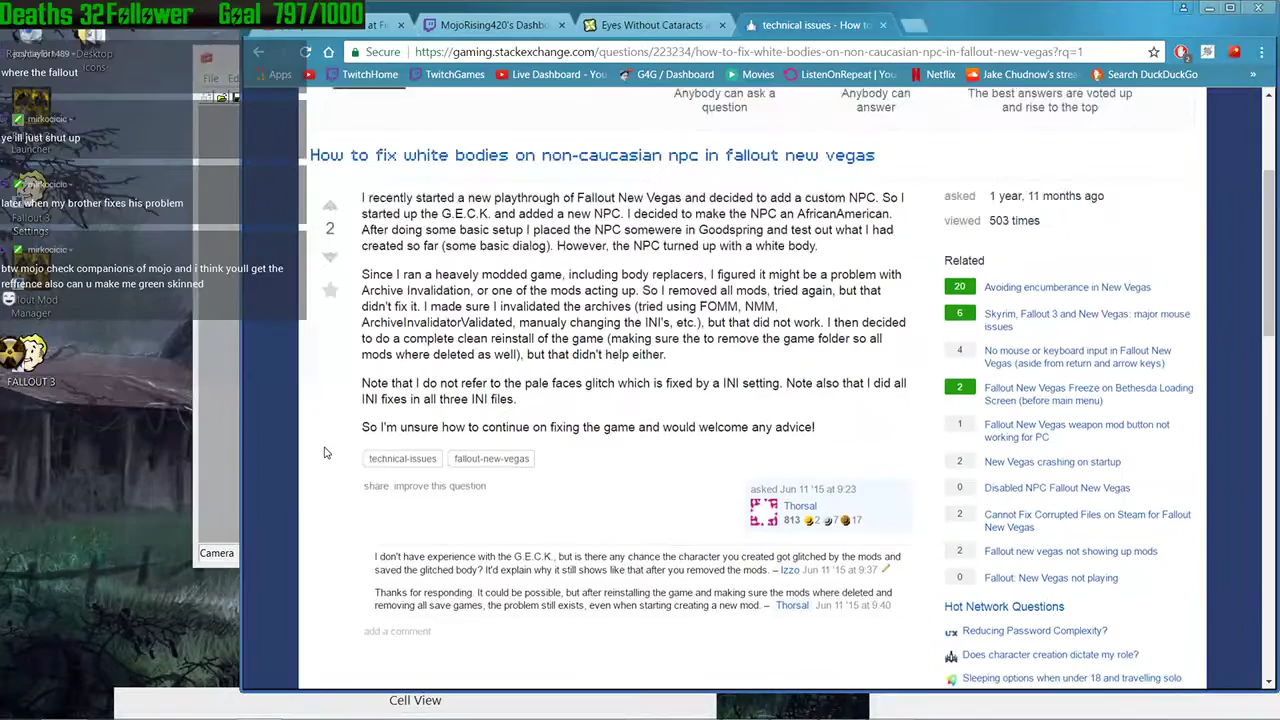 Deaths 32Follower Goal 797/1000
at Fi
MojoRising420's Dashbo
Eyes Without Cataracts
technical issues - How to
Secure https://gaming.stackexchange.com/questions/223234/how-to-fix-white-bodies-on-non-caucasian-npc-in-fallout-new-vegas?rq=1
Apps
TwitchHome
TwitchGames
Live Dashboard - You
G4G / Dashboard
Movies
ListenOnRepeat | You
Netflix
Jake Chudnow's strea
Search DuckDuckGo
»
Desktop
Icons
where the fallout
File
Ed
mirkocicic
ye ill just shut up
Launcher
mirkocicic
later when my brother fixes his problem
Fallout 3
Settings
mirkocicic
btw mojo check companions of mojo and i think youll get the
reffrence also can u make me green skinned
Manager
FALLOUT 3
Camera
Cell View
Anybody can ask a
question
Anybody can
answer
The best answers are voted up
and rise to the top
How to fix white bodies on non-caucasian npc in fallout new vegas
2
I recently started a new playthrough of Fallout New Vegas and decided to add a custom NPC. So I
started up the G.E.C.K. and added a new NPC. I decided to make the NPC an AfricanAmerican.
After doing some basic setup I placed the NPC somewere in Goodspring and test out what I had
created so far (some basic dialog). However, the NPC turned up with a white body.
Since I ran a heavely modded game, including body replacers, I figured it might be a problem with
Archive Invalidation, or one of the mods acting up. So I removed all mods, tried again, but that
didn't fix it. I made sure I invalidated the archives (tried using FOMM, NMM,
ArchiveInvalidatorValidated, manualy changing the INI's, etc.), but that did not work. I then decided
to do a complete clean reinstall of the game (making sure the to remove the game folder so all
mods where deleted as well), but that didn't help either.
Note that I do not refer to the pale faces glitch which is fixed by a INI setting. Note also that I did all
INI fixes in all three INI files.
So I'm unsure how to continue on fixing the game and would welcome any advice!
technical-issues
fallout-new-vegas
share improve this question
asked Jun 11 '15 at 9:23
Thorsal
813 2 7 17
I don't have experience with the G.E.C.K., but is there any chance the character you created got glitched by the mods and
saved the glitched body? It'd explain why it still shows like that after you removed the mods. – Izzo Jun 11 '15 at 9:37
Thanks for responding. It could be possible, but after reinstalling the game and making sure the mods where deleted and
removing all save games, the problem still exists, even when starting creating a new mod. – Thorsal Jun 11 '15 at 9:40
add a comment
asked 1 year, 11 months ago
viewed 503 times
Related
20 Avoiding encumberance in New Vegas
6 Skyrim, Fallout 3 and New Vegas: major mouse
issues
4 No mouse or keyboard input in Fallout New
Vegas (aside from return and arrow keys)
2 Fallout New Vegas Freeze on Bethesda Loading
Screen (before main menu)
1 Fallout New Vegas weapon mod button not
working for PC
2 New Vegas crashing on startup
0 Disabled NPC Fallout New Vegas
2 Cannot Fix Corrupted Files on Steam for Fallout
New Vegas
2 Fallout new vegas not showing up mods
0 Fallout: New Vegas not playing
Hot Network Questions
Reducing Password Complexity?
Does character creation dictate my role?
Sleeping options when under 18 and travelling solo